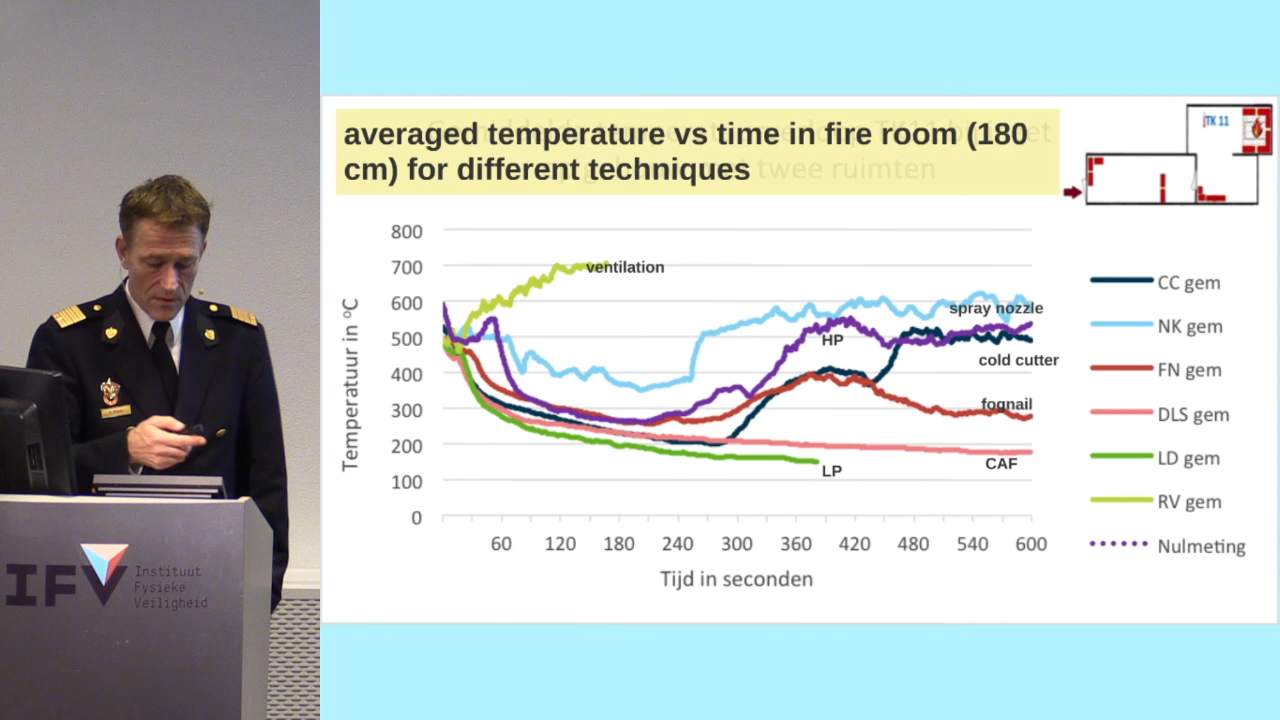 averaged temperature vs time in fire room (180
cm) for different techniques
twee ruimten
TK 11
800
700
600
500
400
300
200
100
0
Temperatuur in °C
ventilation
spray nozzle
HP
cold cutter
fognail
CAF
LP
60 120 180 240 300 360 420 480 540 600
Tijd in seconden
CC gem
NK gem
FN gem
DLS gem
LD gem
RV gem
Nulmeting
IFV
Instituut
Fysieke
Veiligheid